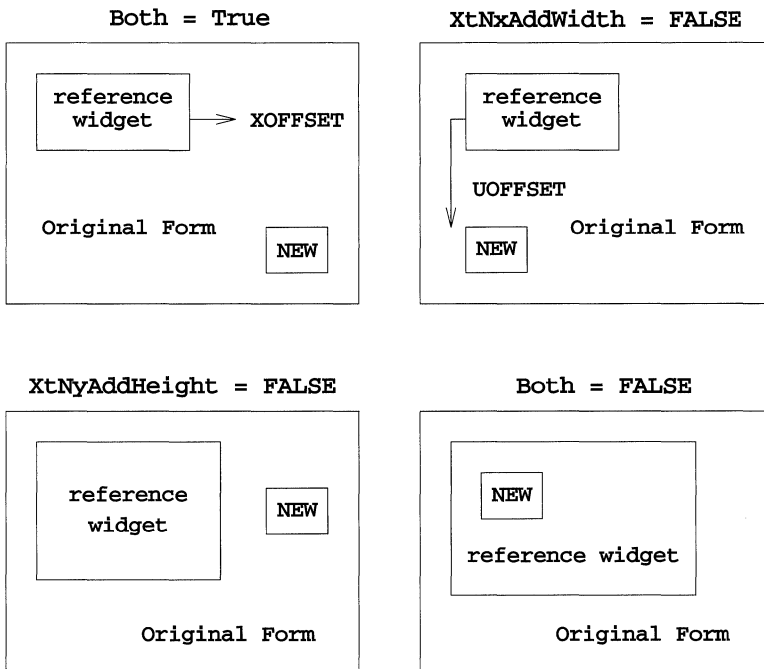 Both = True
reference
widget
XOFFSET
Original Form
NEW
XtNxAddWidth = FALSE
reference
widget
UOFFSET
NEW
Original Form
XtNyAddHeight = FALSE
reference
widget
NEW
Original Form
Both = FALSE
NEW
reference widget
Original Form